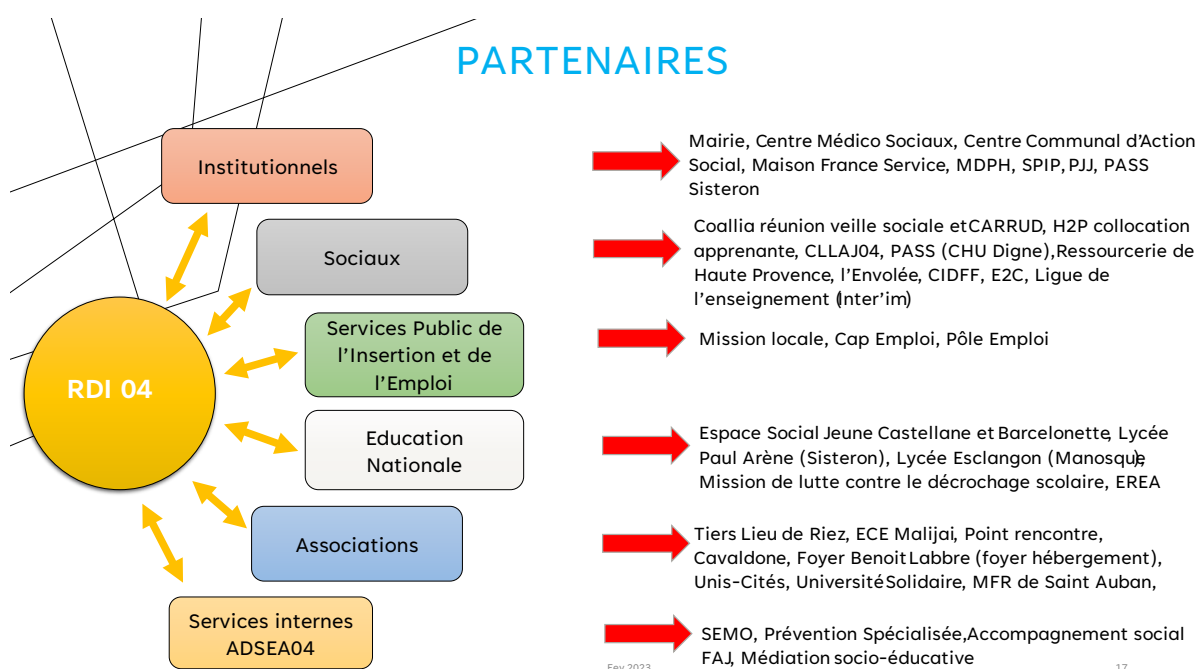 PARTENAIRES
Institutionnels
Mairie, Centre Médico Sociaux, Centre Communal d'Action
Social, Maison France Service, MDPH, SPIP, PJJ, PASS
Sisteron
Sociaux
Coallia réunion veille sociale et CARRUD, H2P collocation
apprenante, CLLAJ04, PASS (CHU Digne), Ressourcerie de
Haute Provence, l'Envolée, CIDFF, E2C, Ligue de
l'enseignement (Inter'im)
Services Public de
l'Insertion et de
l'Emploi
Mission locale, Cap Emploi, Pôle Emploi
RDI 04
Education
Nationale
Espace Social Jeune Castellane et Barcelonette, Lycée
Paul Arène (Sisteron), Lycée Esclangon (Manosque),
Mission de lutte contre le décrochage scolaire, EREA
Associations
Tiers Lieu de Riez, ECE Malijai, Point rencontre,
Cavaldone, Foyer Benoit Labbre (foyer hébergement),
Unis-Cités, Université Solidaire, MFR de Saint Auban,
Services internes
ADSEA04
SEMO, Prévention Spécialisée, Accompagnement social
FAJ, Médiation socio-éducative
Fev 2023
17